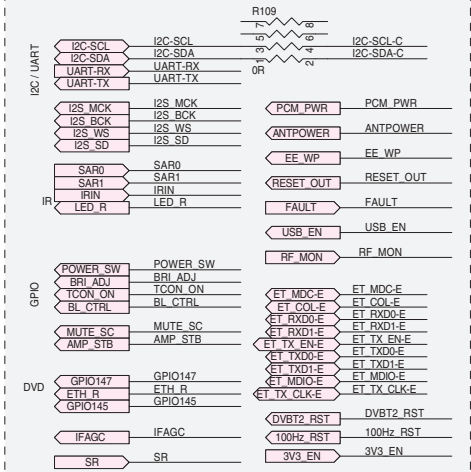 R109
7 8
5 6
I2C / UART
I2C-SCL I2C-SCL 3 4 I2C-SCL-C
I2C-SDA I2C-SDA 1 2 I2C-SDA-C
UART-RX UART-RX 0R
UART-TX UART-TX
I2S_MCK I2S_MCK PCM_PWR PCM_PWR
I2S_BCK I2S_BCK
I2S_WS I2S_WS ANTPOWER ANTPOWER
I2S_SD I2S_SD
EE_WP EE_WP
SAR0 SAR0
SAR1 SAR1 RESET_OUT RESET_OUT
IR IRIN IRIN
LED_R LED_R FAULT FAULT
USB_EN USB_EN
RF_MON RF_MON
GPIO
POWER_SW POWER_SW
BRI_ADJ BRI_ADJ
TCON_ON TCON_ON
BL_CTRL BL_CTRL
ET_MDC-E ET_MDC-E
ET_COL-E ET_COL-E
ET_RXD0-E ET_RXD0-E
MUTE_SC MUTE_SC ET_RXD1-E ET_RXD1-E
AMP_STB AMP_STB ET_TX_EN-E ET_TX_EN-E
ET_TXD0-E ET_TXD0-E
ET_TXD1-E ET_TXD1-E
DVD GPIO147 GPIO147 ET_MDIO-E ET_MDIO-E
ETH_R ETH_R ET_TX_CLK-E ET_TX_CLK-E
GPIO145 GPIO145
DVBT2_RST DVBT2_RST
IFAGC IFAGC 100Hz_RST 100Hz_RST
SR SR 3V3_EN 3V3_EN